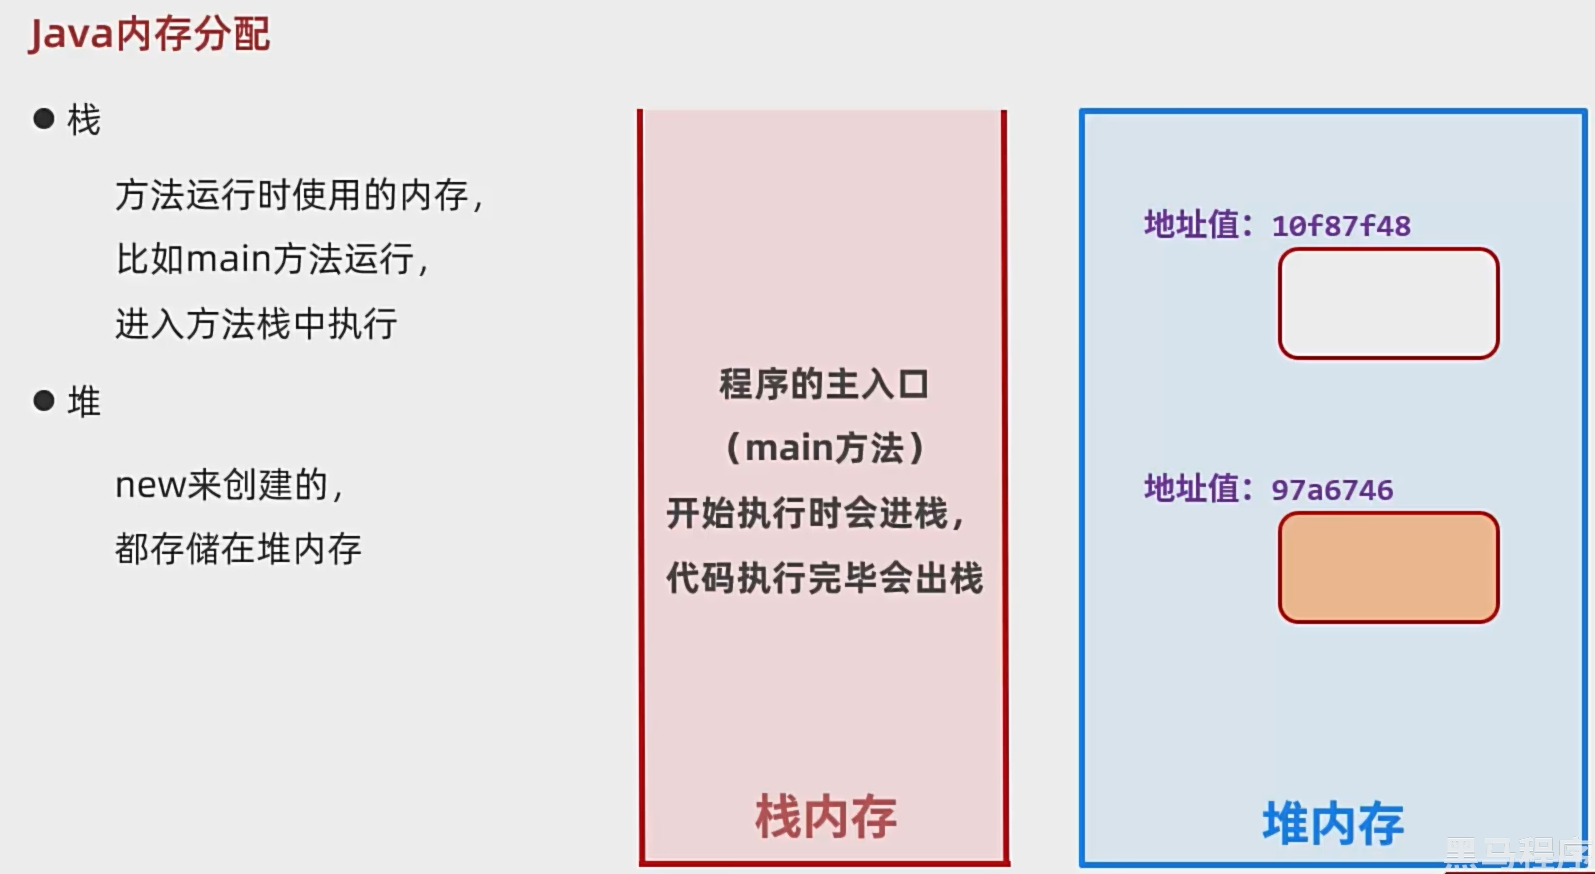 Java内存分配
● 栈
方法运行时使用的内存，
比如main方法运行，
进入方法栈中执行
● 堆
new来创建的，
都存储在堆内存
程序的主入口
（main方法）
开始执行时会进栈，
代码执行完毕会出栈
栈内存
地址值：10f87f48
地址值：97a6746
堆内存
黑马程序